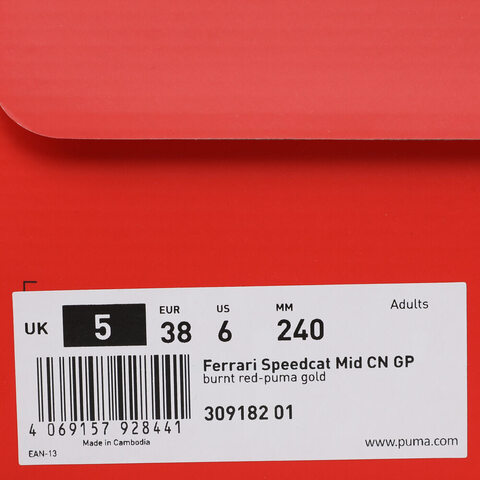 Adults
UK 5 EUR 38 US 6 MM 240
Ferrari Speedcat Mid CN GP
burnt red-puma gold
309182 01
4 069157 928441
Made in Cambodia
EAN-13
www.puma.com